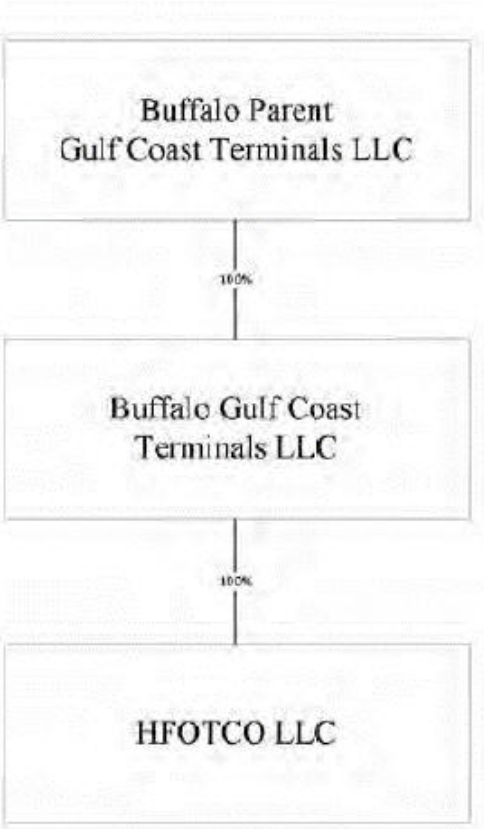 Buffalo Parent
Gulf Coast Terminals LLC
100%
Buffalo Gulf Coast
Terminals LLC
100%
HFOTCO LLC